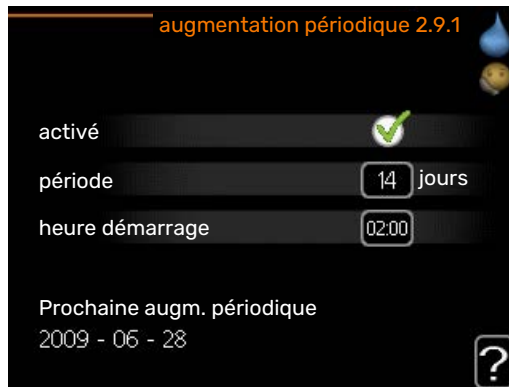 augmentation périodique 2.9.1
activé
période 14 jours
heure démarrage 02:00
Prochaine augm. périodique
2009 - 06 - 28
?